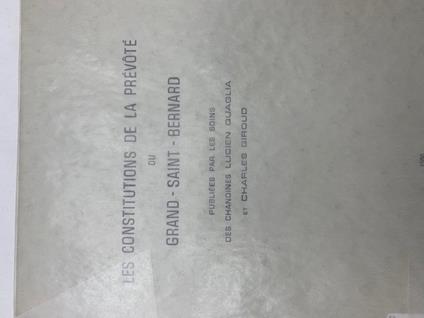 LES CONSTITUTIONS DE LA PRÉVÔTÉ
DU
GRAND-SAINT-BERNARD
PUBLIÉES PAR LES SOINS
DES CHANOINES LUCIEN QUAGLIA
ET CHARLES GIROUD